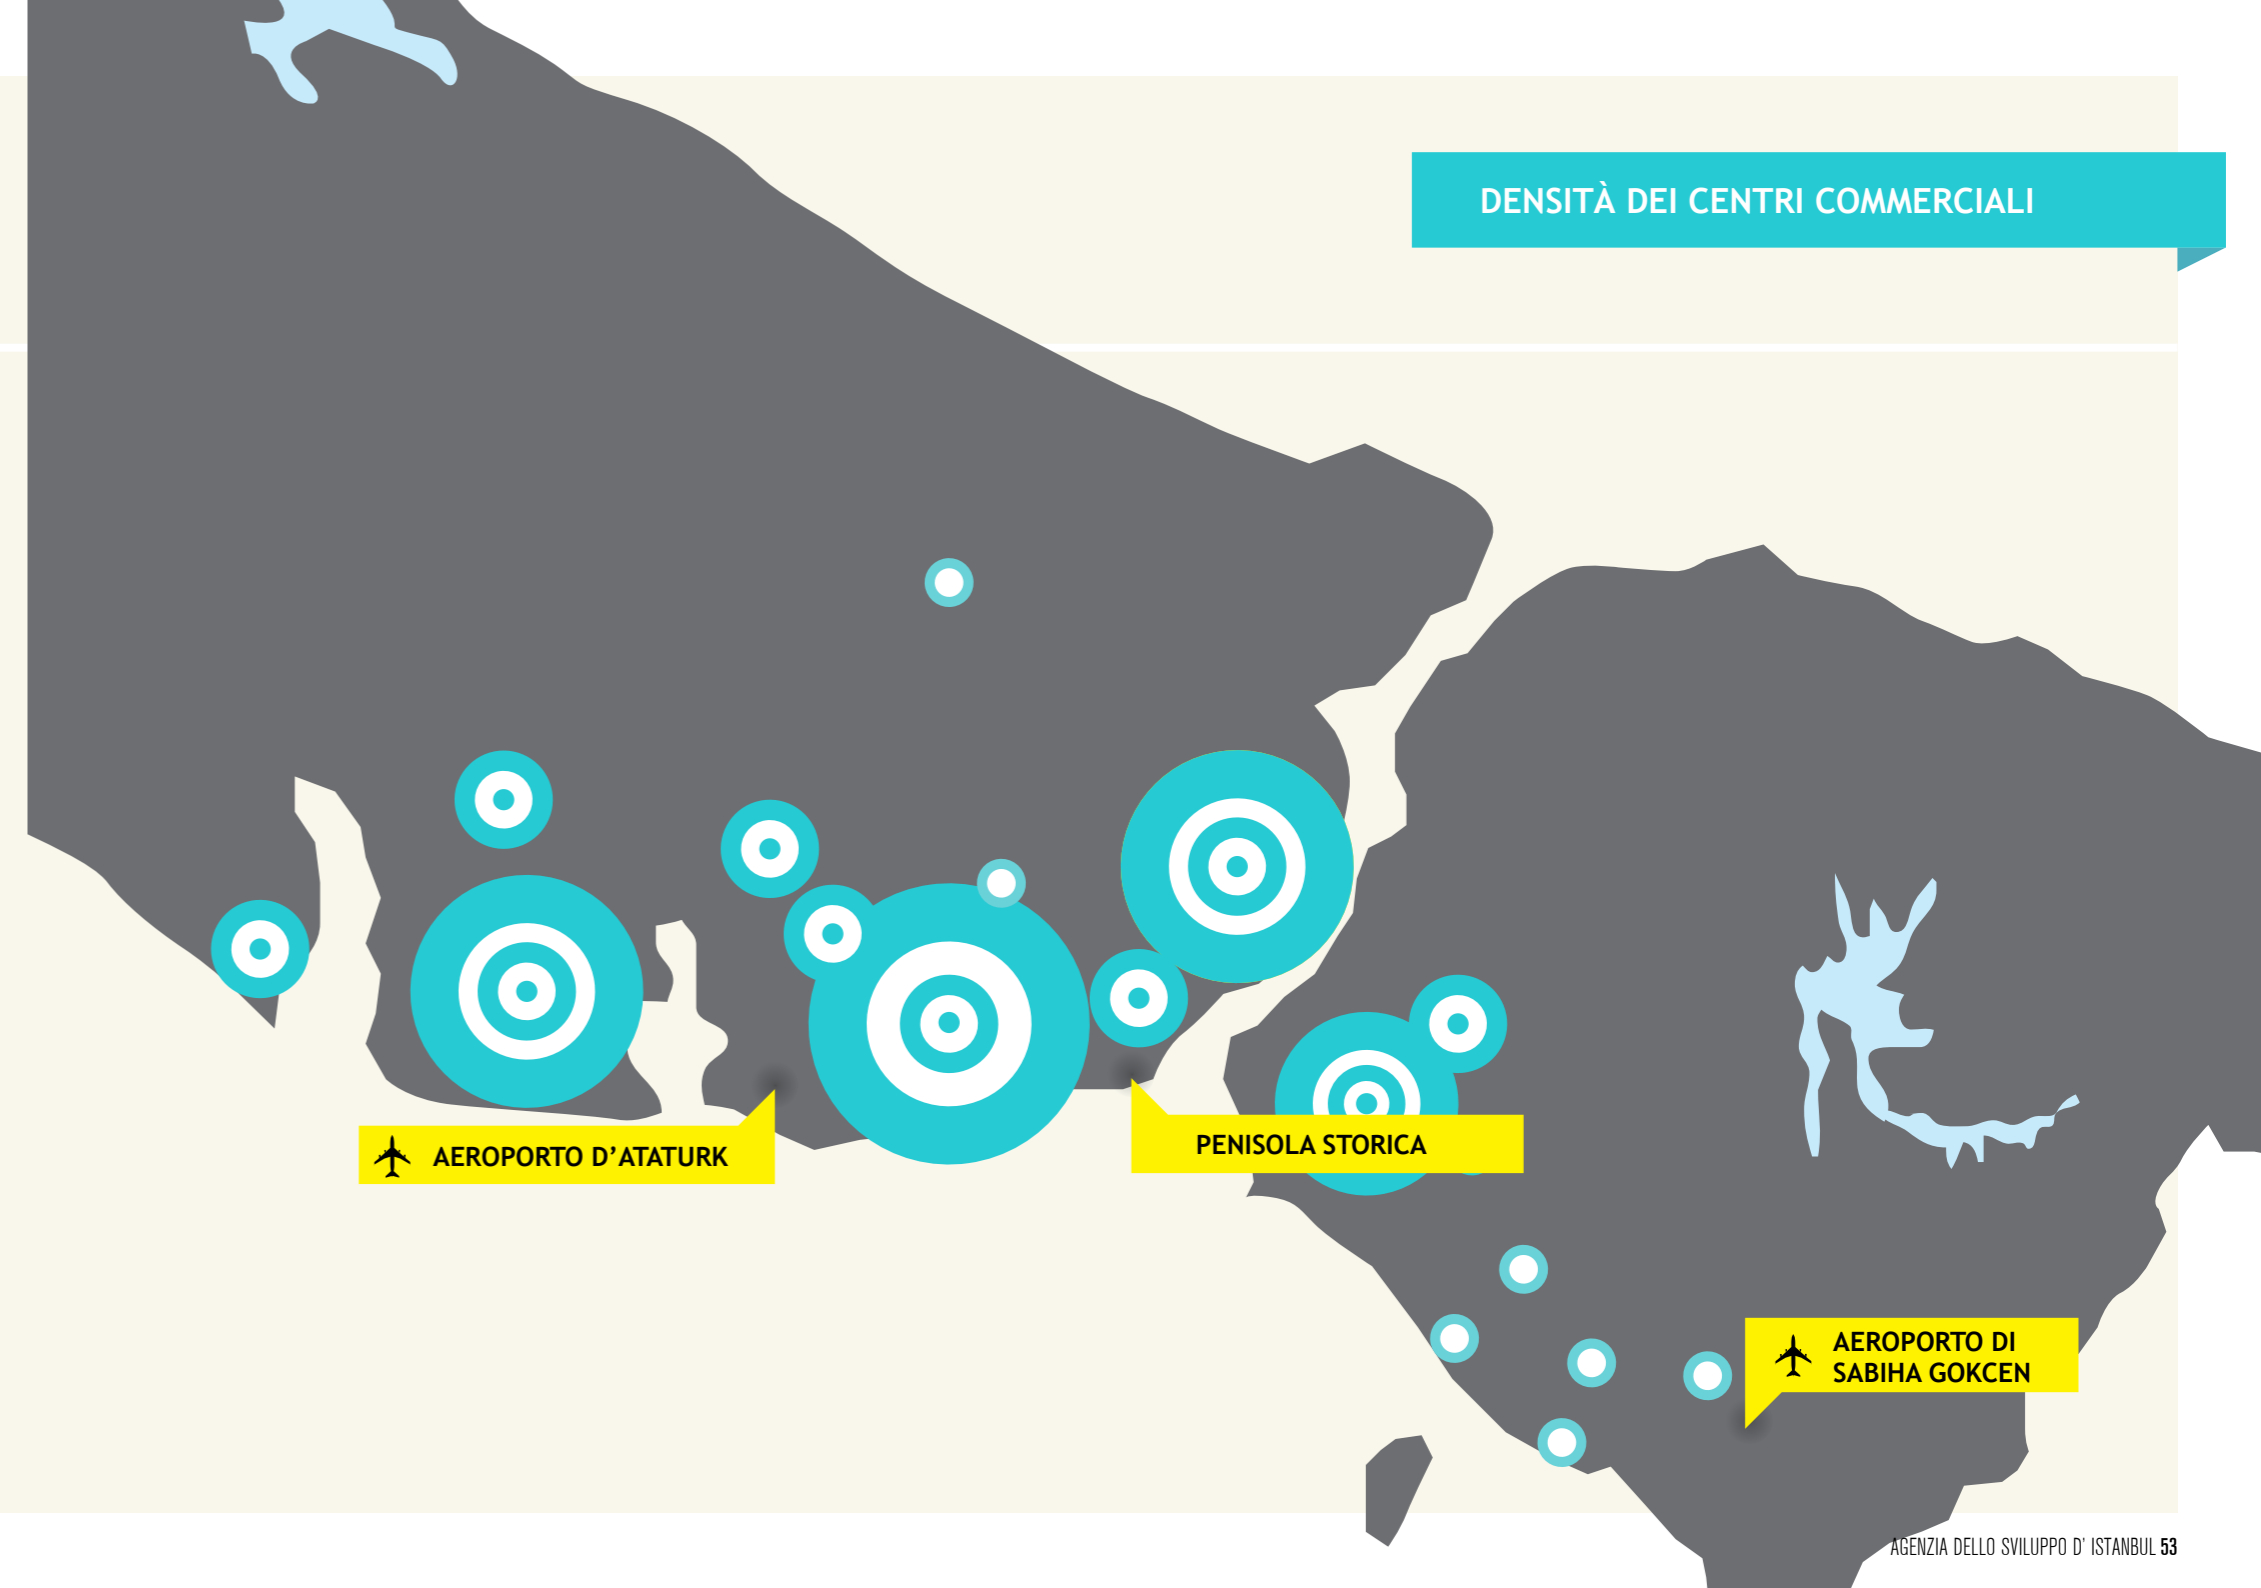 DENSITÀ DEI CENTRI COMMERCIALI
AEROPORTO D’ATATURK
PENISOLA STORICA
AEROPORTO DI
SABIHA GOKCEN
AGENZIA DELLO SVILUPPO D' ISTANBUL 53